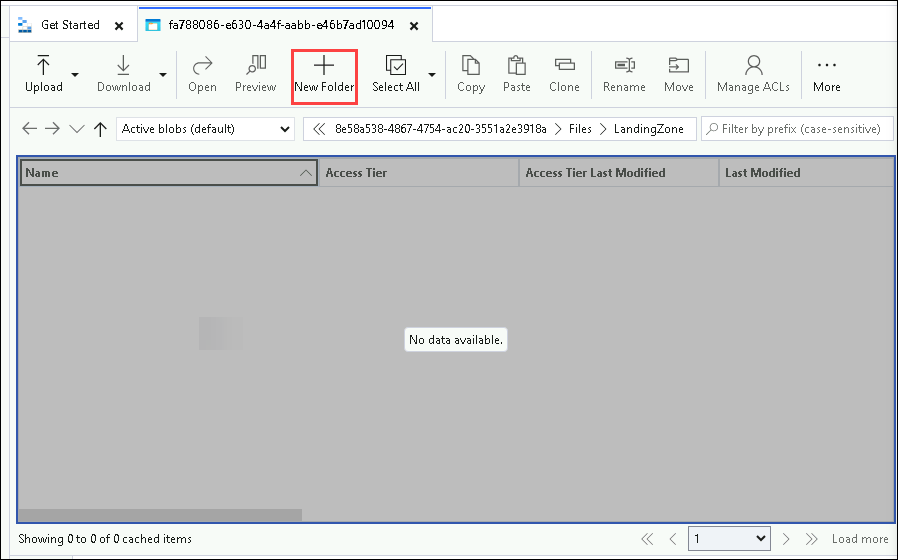 Get Started
fa788086-e630-4a4f-aabb-e46b7ad10094
Upload
Download
Open
Preview
New Folder
Select All
Copy
Paste
Clone
Rename
Move
Manage ACLs
More
Active blobs (default)
8e58a538-4867-4754-ac20-3551a2e3918a
Files
LandingZone
Filter by prefix (case-sensitive)
Name
Access Tier
Access Tier Last Modified
Last Modified
No data available.
Showing 0 to 0 of 0 cached items
1
Load more